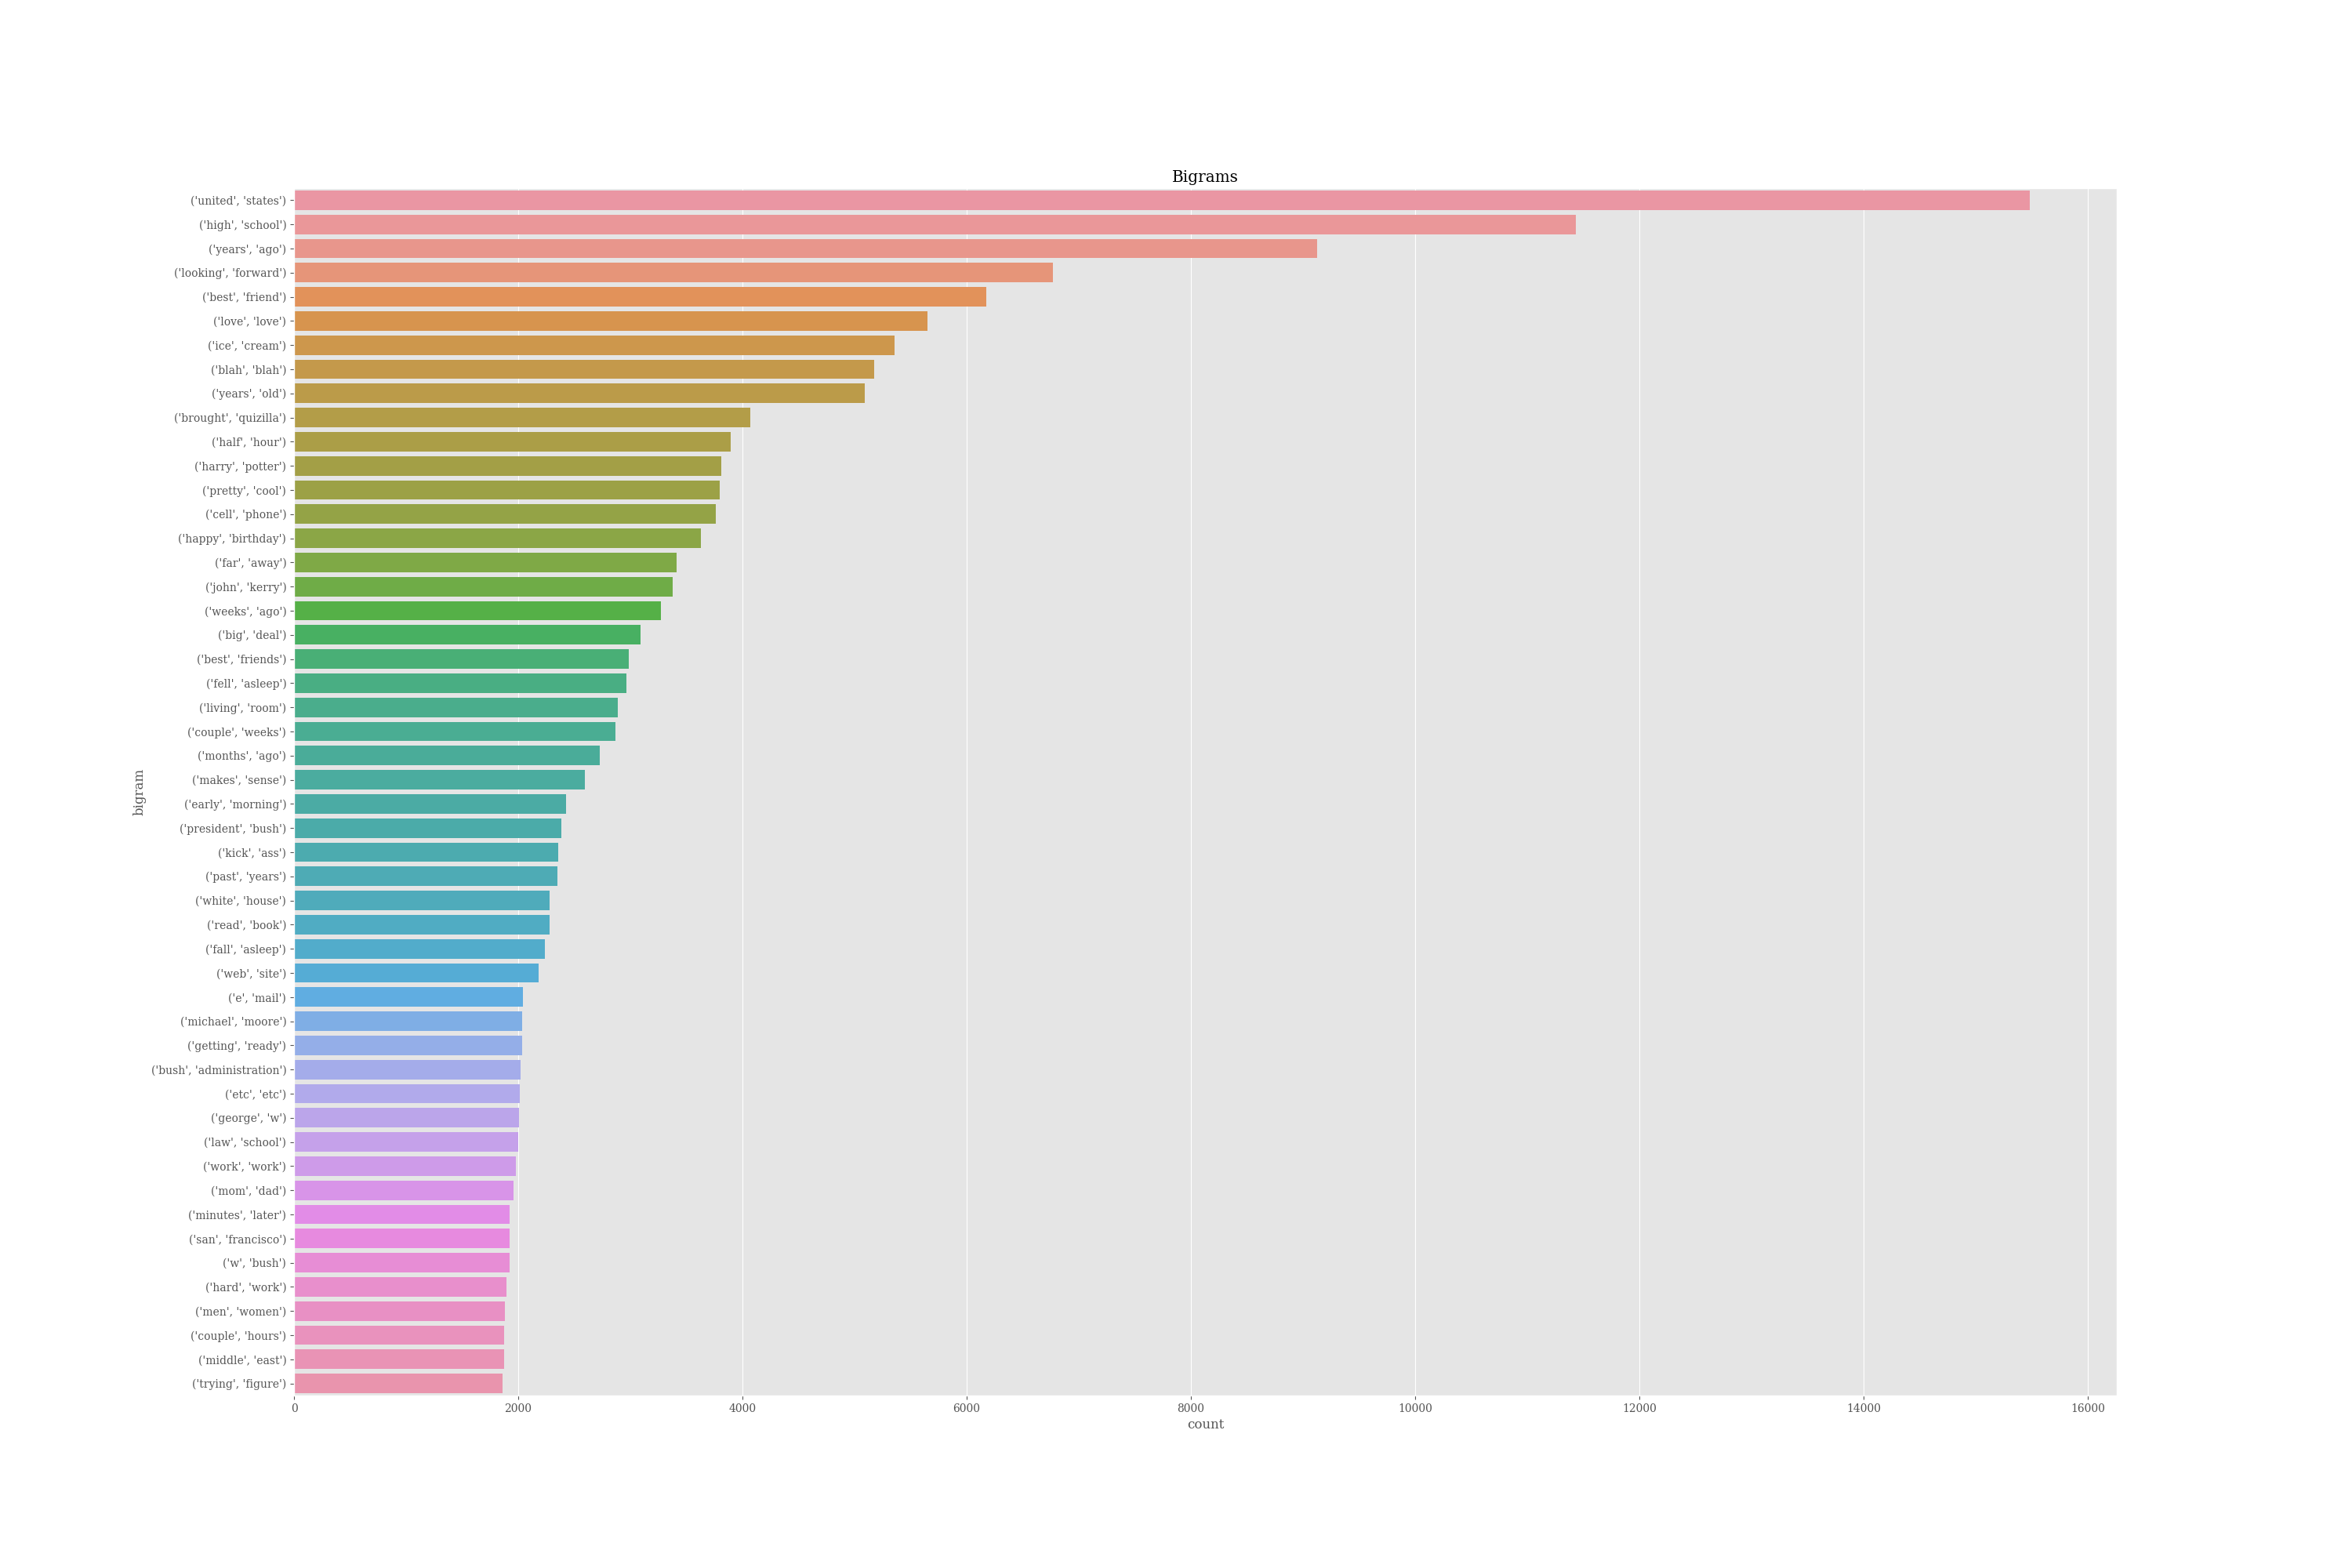 Bigrams
('united', 'states')
('high', 'school')
('years', 'ago')
('looking', 'forward')
('best', 'friend')
('love', 'love')
('ice', 'cream')
('blah', 'blah')
('years', 'old')
('brought', 'quizilla')
('half', 'hour')
('harry', 'potter')
('pretty', 'cool')
('cell', 'phone')
('happy', 'birthday')
('far', 'away')
('john', 'kerry')
('weeks', 'ago')
('big', 'deal')
('best', 'friends')
('fell', 'asleep')
('living', 'room')
('couple', 'weeks')
('months', 'ago')
('makes', 'sense')
('early', 'morning')
('president', 'bush')
('kick', 'ass')
('past', 'years')
('white', 'house')
('read', 'book')
('fall', 'asleep')
('web', 'site')
('e', 'mail')
('michael', 'moore')
('getting', 'ready')
('bush', 'administration')
('etc', 'etc')
('george', 'w')
('law', 'school')
('work', 'work')
('mom', 'dad')
('minutes', 'later')
('san', 'francisco')
('w', 'bush')
('hard', 'work')
('men', 'women')
('couple', 'hours')
('middle', 'east')
('trying', 'figure')
bigram
0 2000 4000 6000 8000 10000 12000 14000 16000
count